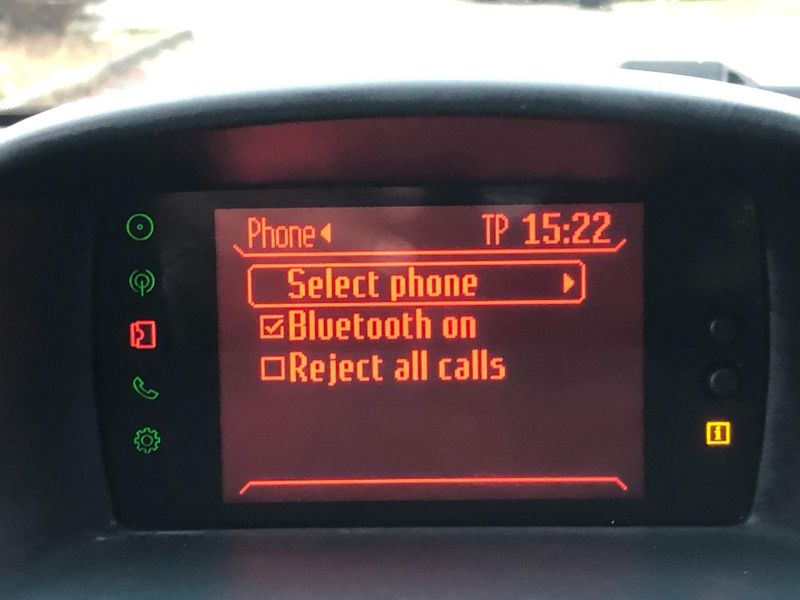 Phone TP 15:22
Select phone
Bluetooth on
Reject all calls
i